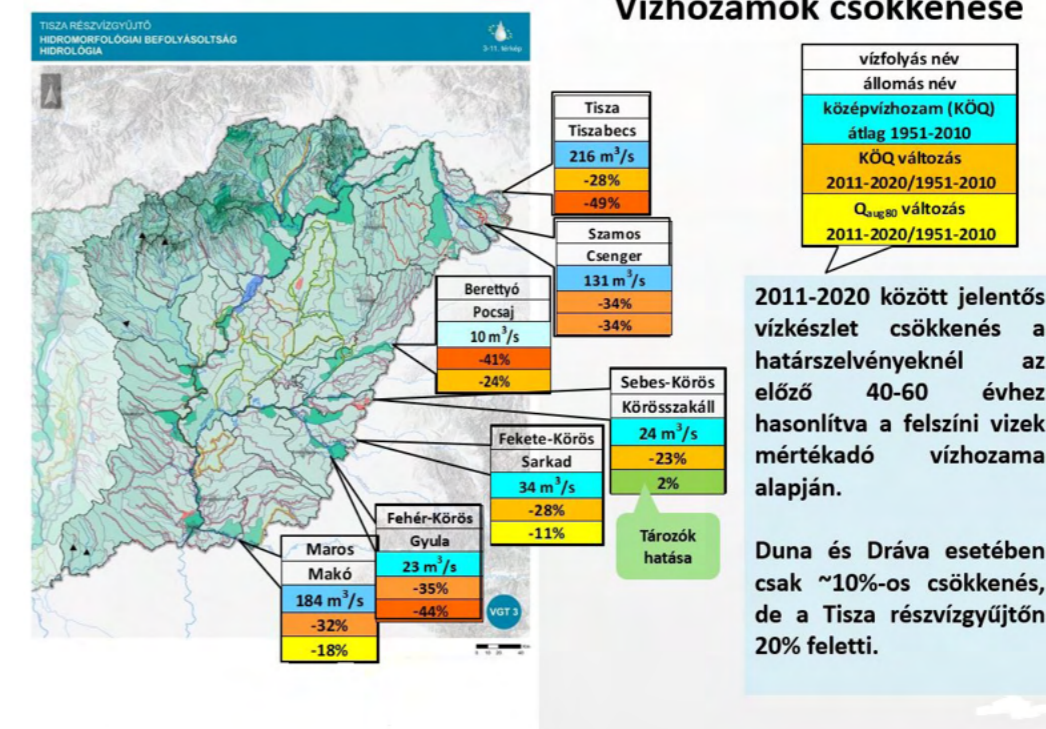 Vízhozamok csökkenése
TISZA RÉSZVÍZGYŰJTŐ
HIDROMORFOLÓGIAI BEFOLYÁSOLTSÁG
HIDROLÓGIA
3-11. térkép
vízfolyás név
állomás név
középvízhozam (KÖQ)
átlag 1951-2010
KÖQ változás
2011-2020/1951-2010
Qaug80 változás
2011-2020/1951-2010
Tisza
Tiszabecs
216 m³/s
-28%
-49%
Szamos
Csenger
131 m³/s
-34%
-34%
Berettyó
Pocsaj
10 m³/s
-41%
-24%
Sebes-Körös
Körösszakáll
24 m³/s
-23%
2%
Tározók
hatása
Fekete-Körös
Sarkad
34 m³/s
-28%
-11%
Fehér-Körös
Gyula
23 m³/s
-35%
-44%
Maros
Makó
184 m³/s
-32%
-18%
VGT 3
2011-2020 között jelentős
vízkészlet csökkenés a
határszelvényeknél az
előző 40-60 évhez
hasonlítva a felszíni vizek
mértékadó vízhozama
alapján.
Duna és Dráva esetében
csak ~10%-os csökkenés,
de a Tisza részvízgyűjtőn
20% feletti.